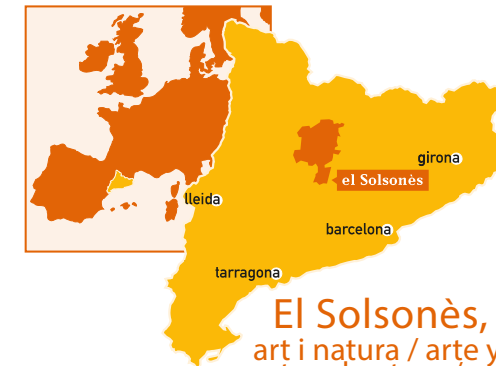 girona
el Solsonès
lleida
barcelona
tarragona
El Solsonès,
art i natura / arte y